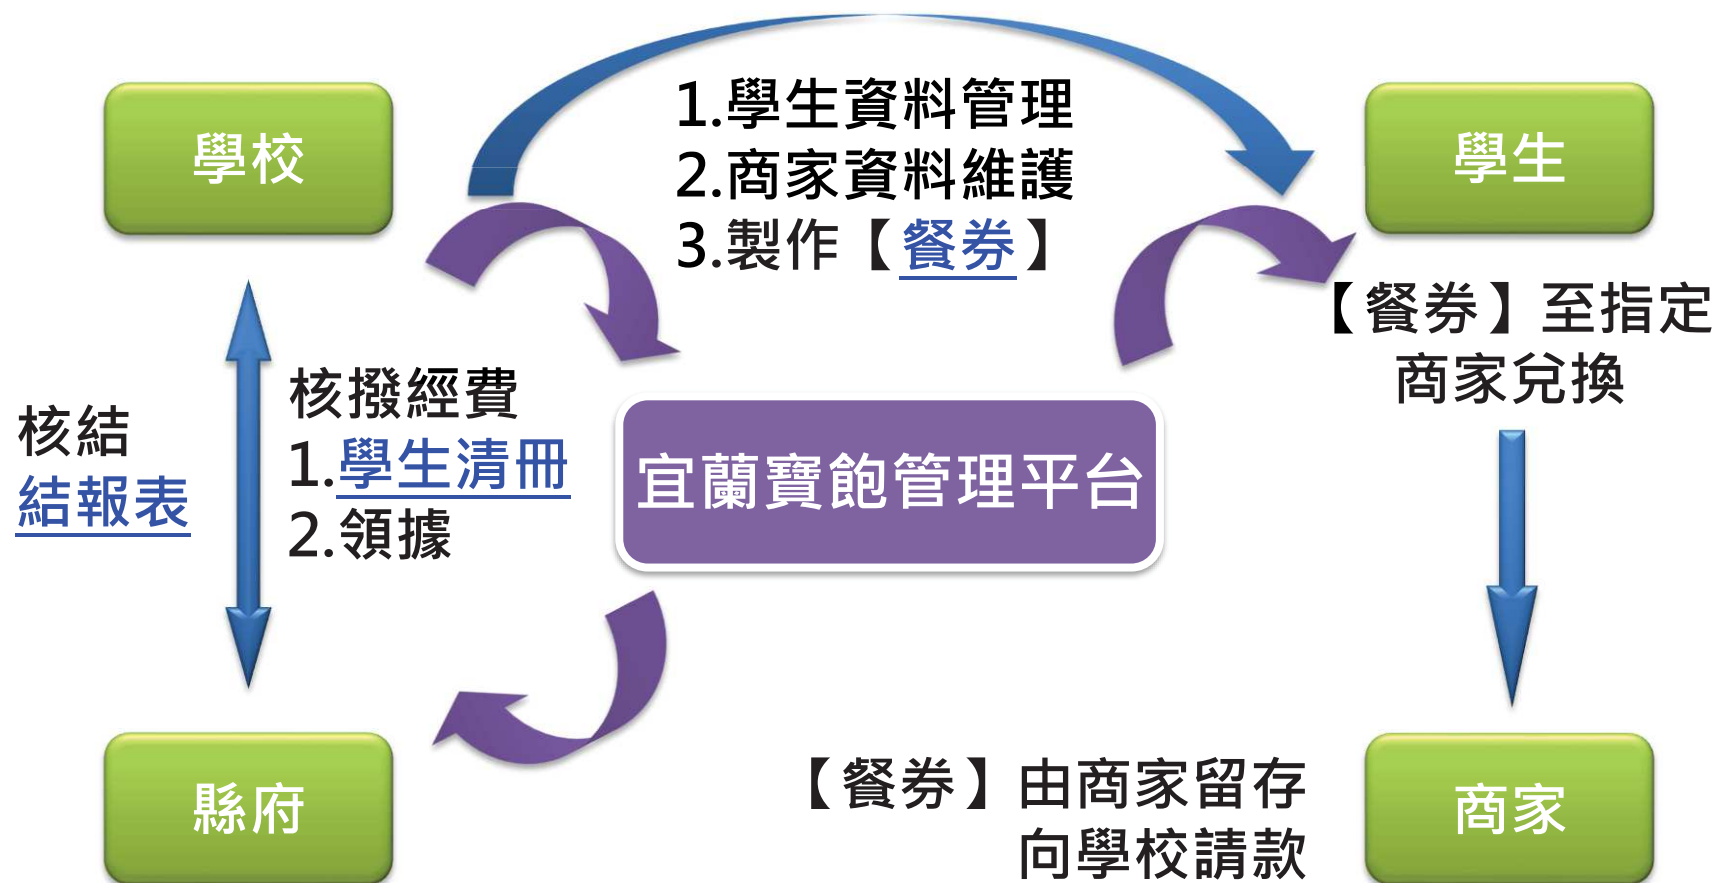 學校
1.學生資料管理
2.商家資料維護
3.製作【餐券】
學生
【餐券】至指定
商家兌換
核結
結報表
核撥經費
1.學生清冊
2.領據
宜蘭寶飽管理平台
縣府
【餐券】由商家留存
向學校請款
商家